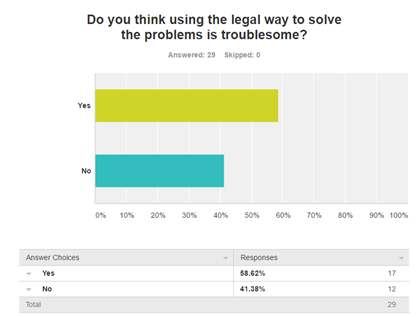 Do you think using the legal way to solve
the problems is troublesome?
Answered: 29 Skipped: 0
Yes
No
0% 10% 20% 30% 40% 50% 60% 70% 80% 90% 100%
Answer Choices Responses
Yes 58.62% 17
No 41.38% 12
Total 29